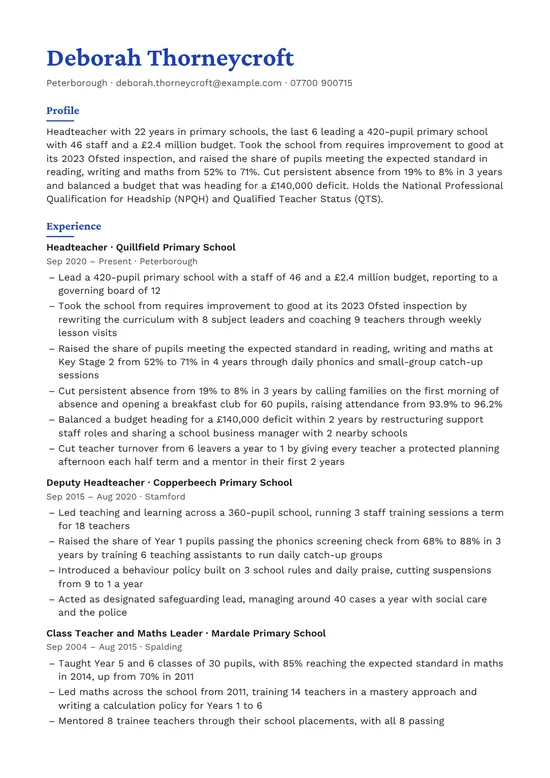 Deborah Thorneycroft
Peterborough · deborah.thorneycroft@example.com · 07700 900715
Profile
Headteacher with 22 years in primary schools, the last 6 leading a 420-pupil primary school
with 46 staff and a £2.4 million budget. Took the school from requires improvement to good at
its 2023 Ofsted inspection, and raised the share of pupils meeting the expected standard in
reading, writing and maths from 52% to 71%. Cut persistent absence from 19% to 8% in 3 years
and balanced a budget that was heading for a £140,000 deficit. Holds the National Professional
Qualification for Headship (NPQH) and Qualified Teacher Status (QTS).
Experience
Headteacher · Quillfield Primary School
Sep 2020 – Present · Peterborough
– Lead a 420-pupil primary school with a staff of 46 and a £2.4 million budget, reporting to a
governing board of 12
– Took the school from requires improvement to good at its 2023 Ofsted inspection by
rewriting the curriculum with 8 subject leaders and coaching 9 teachers through weekly
lesson visits
– Raised the share of pupils meeting the expected standard in reading, writing and maths at
Key Stage 2 from 52% to 71% in 4 years through daily phonics and small-group catch-up
sessions
– Cut persistent absence from 19% to 8% in 3 years by calling families on the first morning of
absence and opening a breakfast club for 60 pupils, raising attendance from 93.9% to 96.2%
– Balanced a budget heading for a £140,000 deficit within 2 years by restructuring support
staff roles and sharing a school business manager with 2 nearby schools
– Cut teacher turnover from 6 leavers a year to 1 by giving every teacher a protected planning
afternoon each half term and a mentor in their first 2 years
Deputy Headteacher · Copperbeech Primary School
Sep 2015 – Aug 2020 · Stamford
– Led teaching and learning across a 360-pupil school, running 3 staff training sessions a term
for 18 teachers
– Raised the share of Year 1 pupils passing the phonics screening check from 68% to 88% in 3
years by training 6 teaching assistants to run daily catch-up groups
– Introduced a behaviour policy built on 3 school rules and daily praise, cutting suspensions
from 9 to 1 a year
– Acted as designated safeguarding lead, managing around 40 cases a year with social care
and the police
Class Teacher and Maths Leader · Mardale Primary School
Sep 2004 – Aug 2015 · Spalding
– Taught Year 5 and 6 classes of 30 pupils, with 85% reaching the expected standard in maths
in 2014, up from 70% in 2011
– Led maths across the school from 2011, training 14 teachers in a mastery approach and
writing a calculation policy for Years 1 to 6
– Mentored 8 trainee teachers through their school placements, with all 8 passing